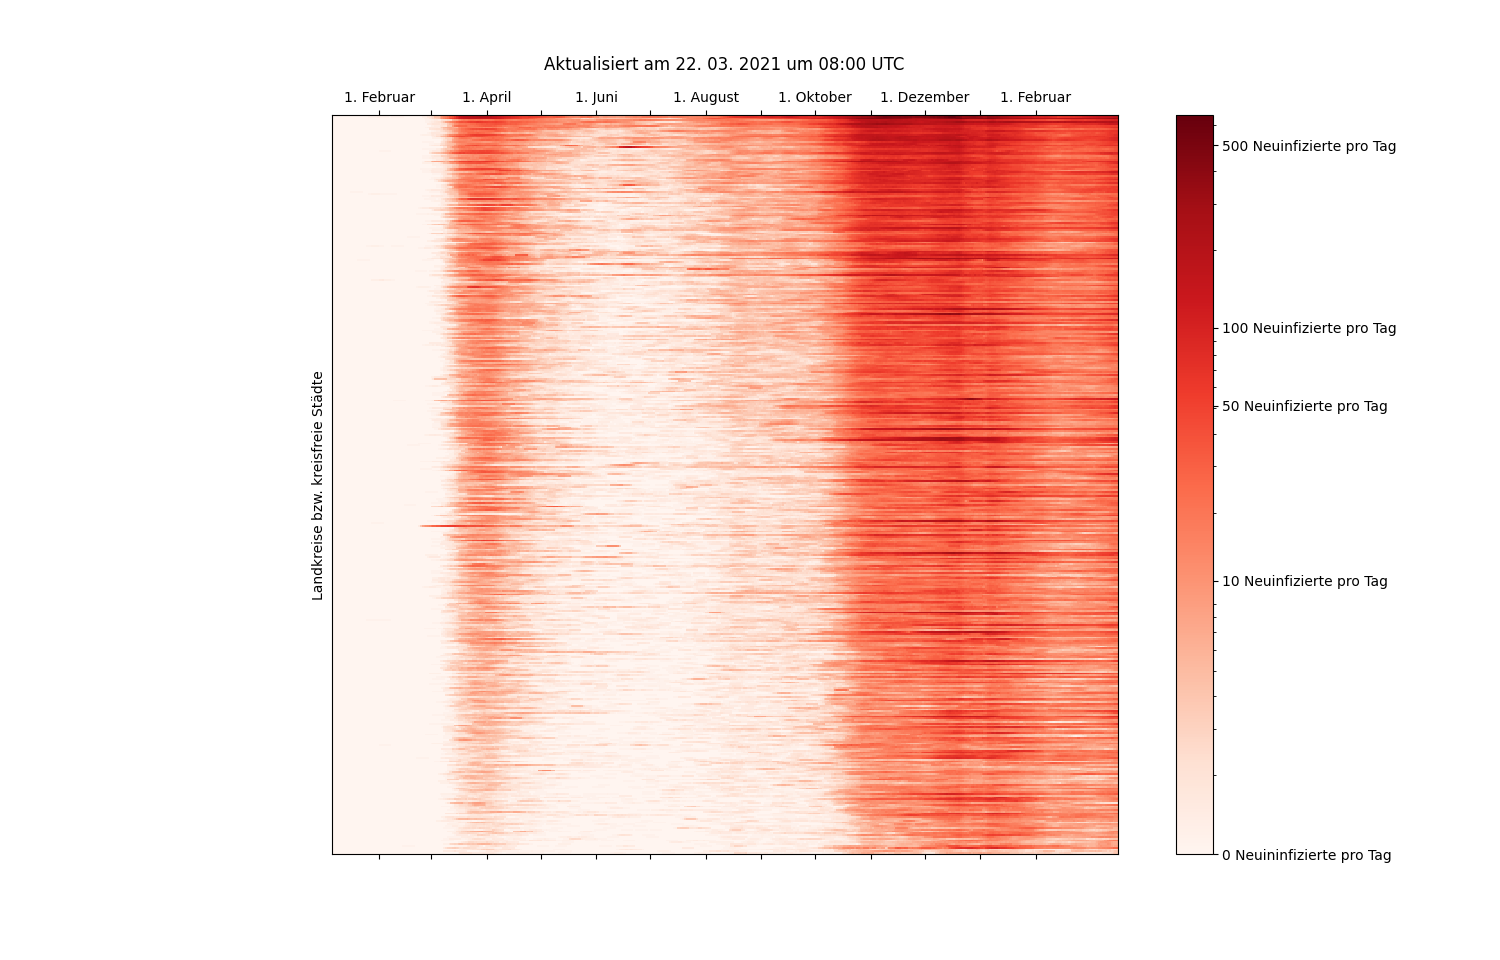 Aktualisiert am 22. 03. 2021 um 08:00 UTC
1. Februar 1. April 1. Juni 1. August 1. Oktober 1. Dezember 1. Februar
Landkreise bzw. kreisfreie Städte
500 Neuinfizierte pro Tag
100 Neuinfizierte pro Tag
50 Neuinfizierte pro Tag
10 Neuinfizierte pro Tag
0 Neuininfizierte pro Tag